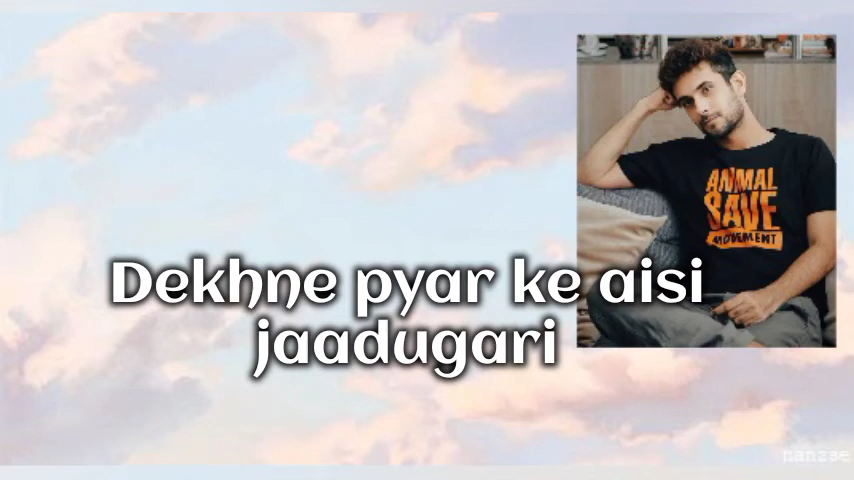 ANIMAL
SAVE
MOVEMENT
Dekhne pyar ke aisi
jaadugari